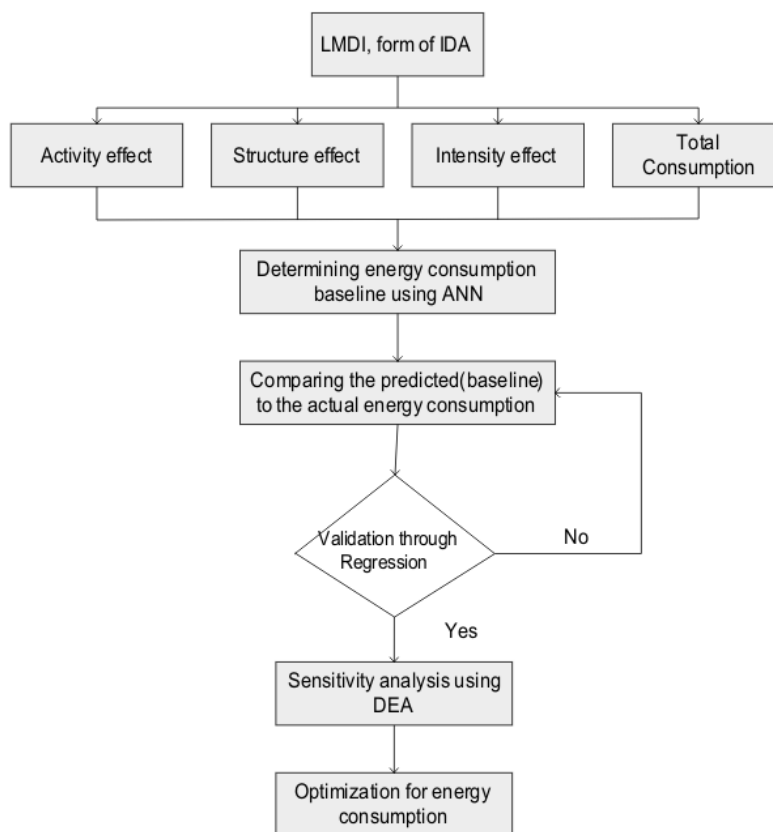 LMDI, form of IDA
Activity effect
Structure effect
Intensity effect
Total
Consumption
Determining energy consumption
baseline using ANN
Comparing the predicted(baseline)
to the actual energy consumption
Validation through
Regression
No
Yes
Sensitivity analysis using
DEA
Optimization for energy
consumption